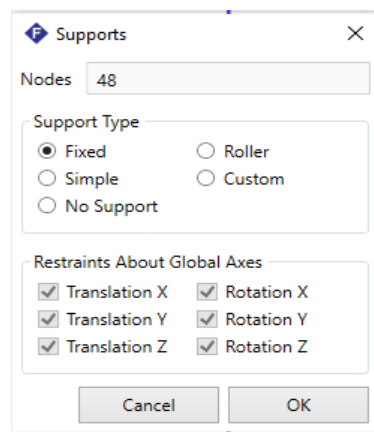 F Supports
Nodes 48
Support Type
Fixed Roller
Simple Custom
No Support
Restraints About Global Axes
Translation X Rotation X
Translation Y Rotation Y
Translation Z Rotation Z
Cancel OK